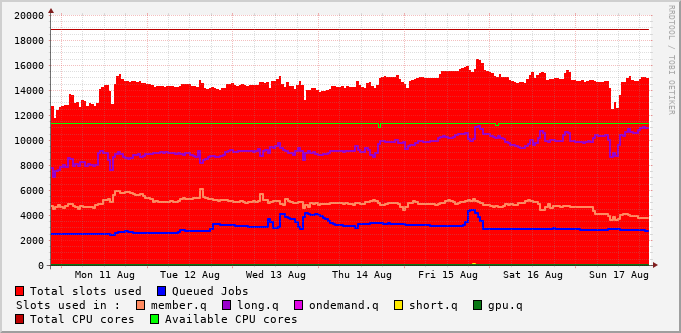 20000
18000
16000
14000
12000
10000
8000
6000
4000
2000
0
Mon 11 Aug Tue 12 Aug Wed 13 Aug Thu 14 Aug Fri 15 Aug Sat 16 Aug Sun 17 Aug
Total slots used Queued Jobs
Slots used in : member.q long.q ondemand.q short.q gpu.q
Total CPU cores Available CPU cores
RRDTOOL / TOBI OETIKER